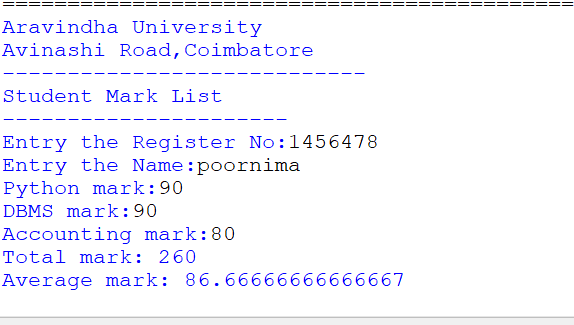 ============================================
Aravindha University
Avinashi Road,Coimbatore
----------------------------
Student Mark List
----------------------
Entry the Register No:1456478
Entry the Name:poornima
Python mark:90
DBMS mark:90
Accounting mark:80
Total mark: 260
Average mark: 86.66666666666667